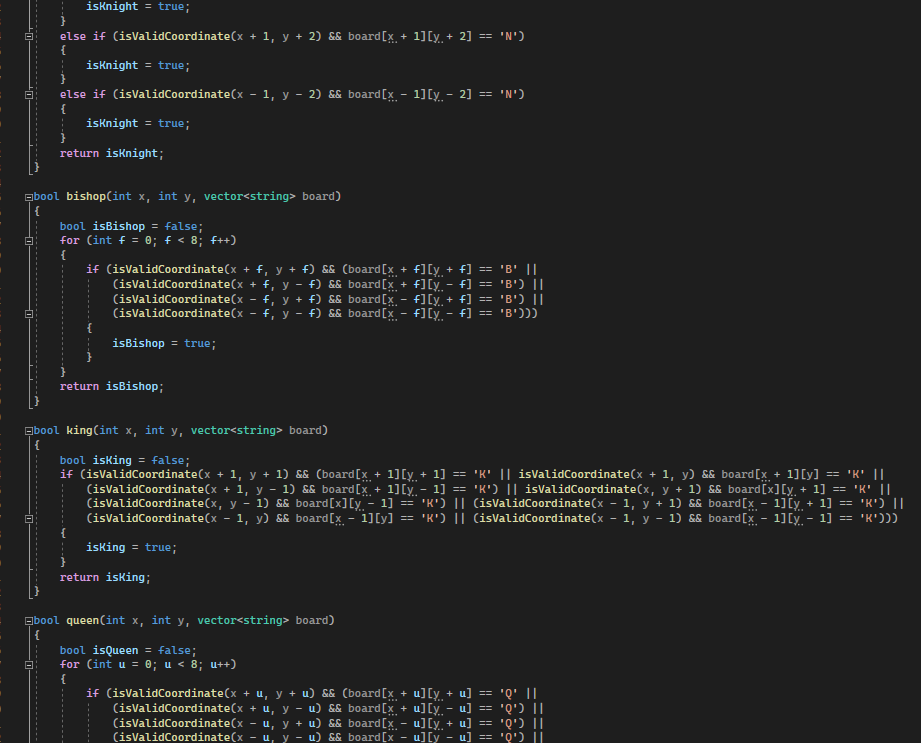 isKnight = true;
}
else if (isValidCoordinate(x + 1, y + 2) && board[x + 1][y + 2] == 'N')
{
isKnight = true;
}
else if (isValidCoordinate(x - 1, y - 2) && board[x - 1][y - 2] == 'N')
{
isKnight = true;
}
return isKnight;
}
bool bishop(int x, int y, vector<string> board)
{
bool isBishop = false;
for (int f = 0; f < 8; f++)
{
if (isValidCoordinate(x + f, y + f) && (board[x + f][y + f] == 'B' ||
(isValidCoordinate(x + f, y - f) && board[x + f][y - f] == 'B') ||
(isValidCoordinate(x - f, y + f) && board[x - f][y + f] == 'B') ||
(isValidCoordinate(x - f, y - f) && board[x - f][y - f] == 'B')))
{
isBishop = true;
}
}
return isBishop;
}
bool king(int x, int y, vector<string> board)
{
bool isKing = false;
if (isValidCoordinate(x + 1, y + 1) && (board[x + 1][y + 1] == 'K' || isValidCoordinate(x + 1, y) && board[x + 1][y] == 'K' ||
(isValidCoordinate(x + 1, y - 1) && board[x + 1][y - 1] == 'K') || isValidCoordinate(x, y + 1) && board[x][y + 1] == 'K' ||
(isValidCoordinate(x, y - 1) && board[x][y - 1] == 'K') || (isValidCoordinate(x - 1, y + 1) && board[x - 1][y + 1] == 'K') ||
(isValidCoordinate(x - 1, y) && board[x - 1][y] == 'K') || (isValidCoordinate(x - 1, y - 1) && board[x - 1][y - 1] == 'K')))
{
isKing = true;
}
return isKing;
}
bool queen(int x, int y, vector<string> board)
{
bool isQueen = false;
for (int u = 0; u < 8; u++)
{
if (isValidCoordinate(x + u, y + u) && (board[x + u][y + u] == 'Q' ||
(isValidCoordinate(x + u, y - u) && board[x + u][y - u] == 'Q') ||
(isValidCoordinate(x - u, y + u) && board[x - u][y + u] == 'Q') ||
(isValidCoordinate(x - u, y - u) && board[x - u][y - u] == 'Q') ||